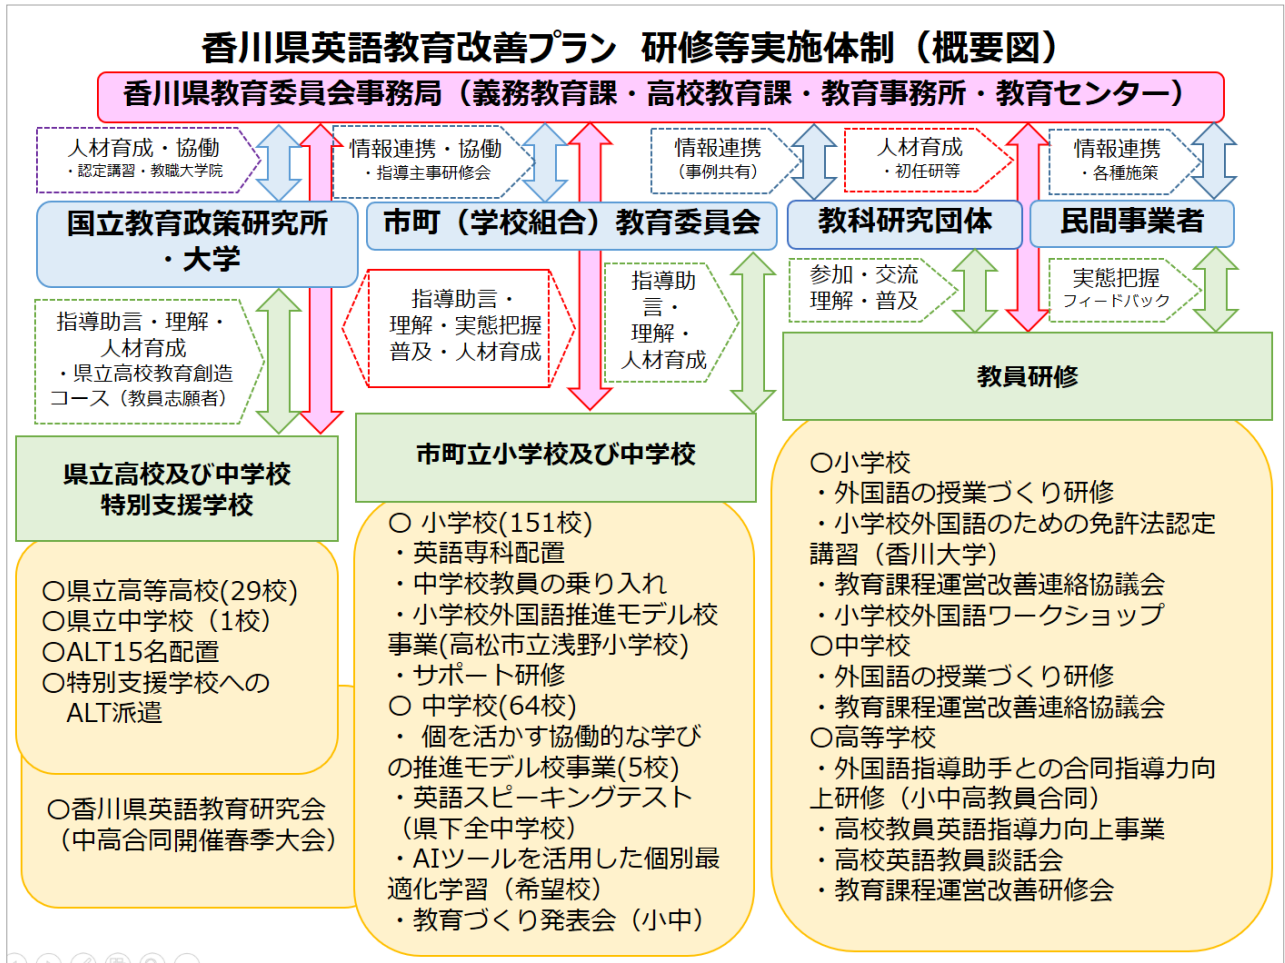 香川県英語教育改善プラン 研修等実施体制（概要図）
香川県教育委員会事務局（義務教育課・高校教育課・教育事務所・教育センター）
人材育成・協働
・認定講習・教職大学院
情報連携・協働
・指導主事研修会
情報連携
（事例共有）
人材育成
・初任研等
情報連携
・各種施策
国立教育政策研究所
・大学
市町（学校組合）教育委員会
教科研究団体
民間事業者
指導助言・理解・
人材育成
・県立高校教育創造
コース（教員志願者）
指導助言・
理解・実態把握
普及・人材育成
指導助
言・
理解・
人材育成
参加・交流
理解・普及
実態把握
フィードバック
県立高校及び中学校
特別支援学校
〇県立高等高校(29校)
〇県立中学校（1校）
〇ALT15名配置
〇特別支援学校への
ALT派遣
〇香川県英語教育研究会
（中高合同開催春季大会）
市町立小学校及び中学校
〇 小学校(151校)
・英語専科配置
・中学校教員の乗り入れ
・小学校外国語推進モデル校
事業(高松市立浅野小学校)
・サポート研修
〇 中学校(64校)
・ 個を活かす協働的な学び
の推進モデル校事業(5校)
・英語スピーキングテスト
（県下全中学校）
・AIツールを活用した個別最
適化学習（希望校）
・教育づくり発表会（小中）
教員研修
〇小学校
・外国語の授業づくり研修
・小学校外国語のための免許法認定
講習（香川大学）
・教育課程運営改善連絡協議会
・小学校外国語ワークショップ
〇中学校
・外国語の授業づくり研修
・教育課程運営改善連絡協議会
〇高等学校
・外国語指導助手との合同指導力向
上研修（小中高教員合同）
・高校教員英語指導力向上事業
・高校英語教員談話会
・教育課程運営改善研修会